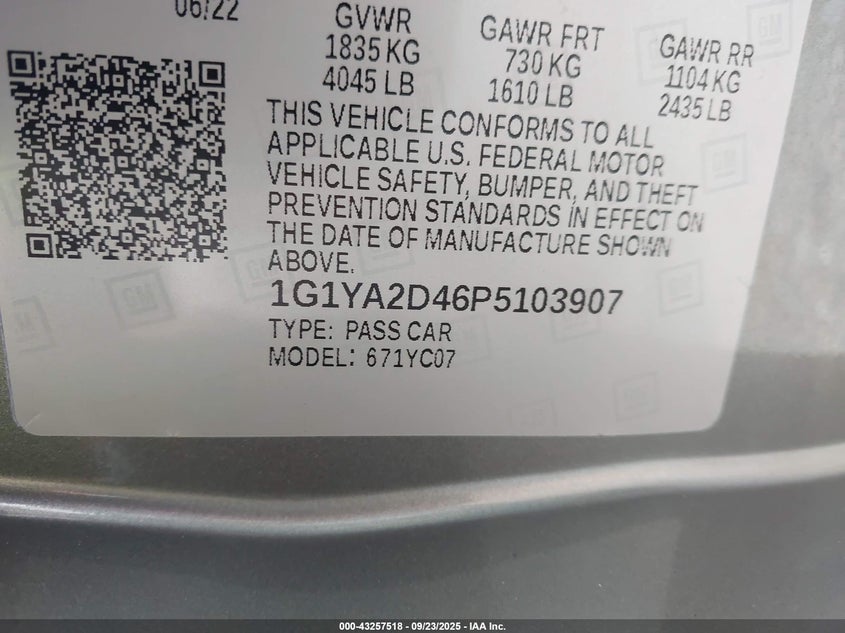 06/22
GVWR
1835 KG
4045 LB
GAWR FRT
730 KG
1610 LB
GAWR RR
1104 KG
2435 LB
THIS VEHICLE CONFORMS TO ALL
APPLICABLE U.S. FEDERAL MOTOR
VEHICLE SAFETY, BUMPER, AND THEFT
PREVENTION STANDARDS IN EFFECT ON
THE DATE OF MANUFACTURE SHOWN
ABOVE.
1G1YA2D46P5103907
TYPE: PASS CAR
MODEL: 671YC07
000-43257518 - 09/23/2025 - IAA Inc.